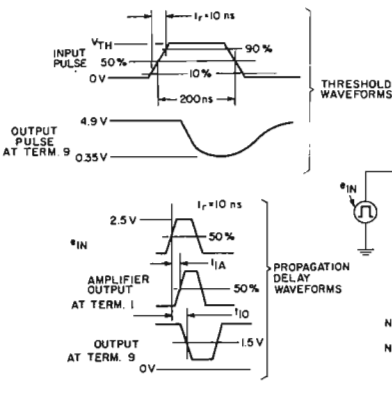 tr=10 ns
VTH
90%
INPUT
PULSE
50%
10%
0V
200ns
THRESHOLD
WAVEFORMS
4.9V
OUTPUT
PULSE
AT TERM. 9
0.35V
tr=10 ns
2.5V
eIN
50%
t1A
AMPLIFIER
OUTPUT
AT TERM. 1
50%
PROPAGATION
DELAY
WAVEFORMS
t10
OUTPUT
AT TERM. 9
1.5V
0V
eIN
N
N